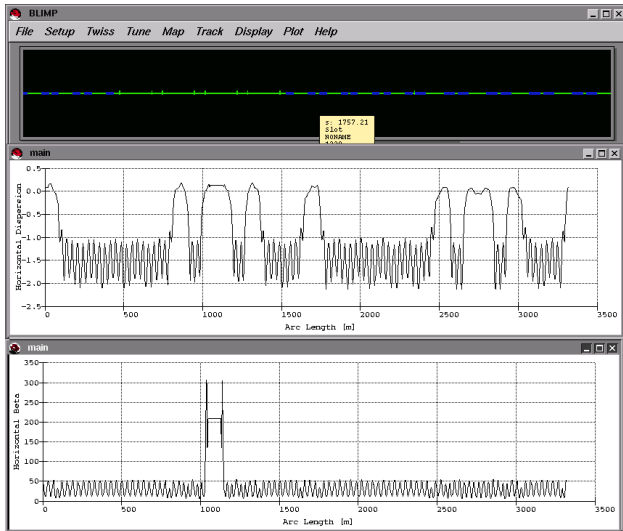 BLIMP
File Setup Twiss Tune Map Track Display Plot Help
s: 1757.21
Slot
NONAME
main
Horizontal Dispersion
0.5
0.0
-0.5
-1.0
-1.5
-2.0
-2.5
0 500 1000 1500 2000 2500 3000 3500
Arc Length [m]
main
Horizontal Beta
350
300
250
200
150
100
50
0
0 500 1000 1500 2000 2500 3000 3500
Arc Length [m]